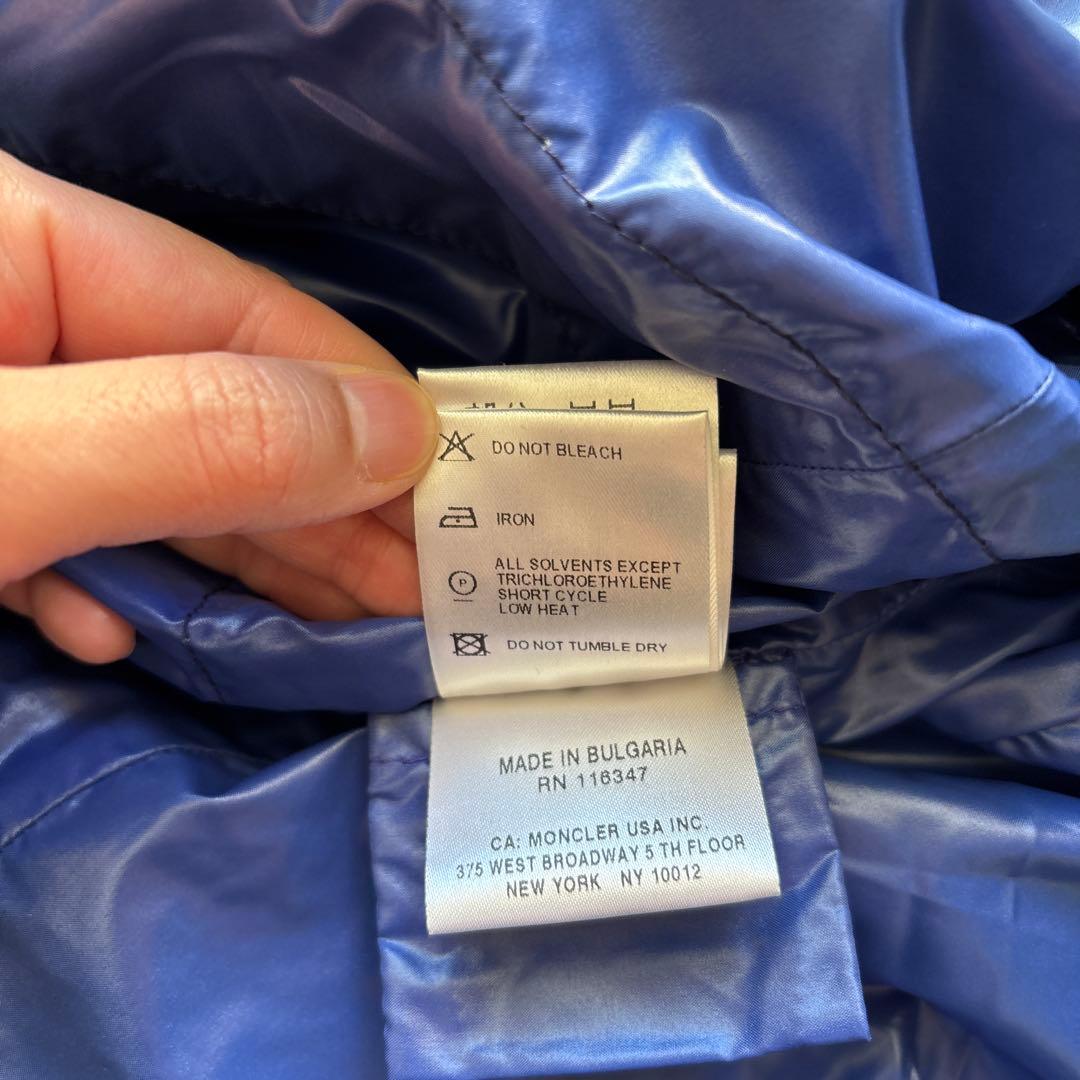 DO NOT BLEACH
IRON
P
ALL SOLVENTS EXCEPT
TRICHLOROETHYLENE
SHORT CYCLE
LOW HEAT
DO NOT TUMBLE DRY
MADE IN BULGARIA
RN 116347
CA: MONCLER USA INC.
375 WEST BROADWAY 5 TH FLOOR
NEW YORK NY 10012